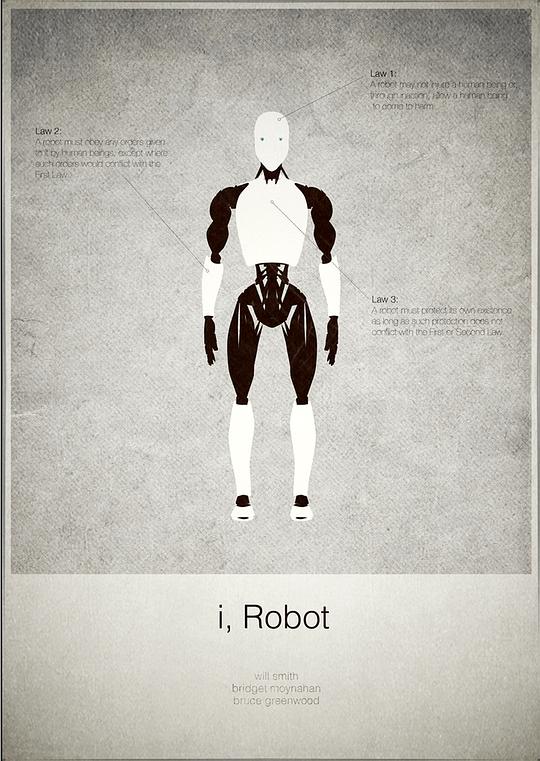 Law 1:
A robot may not injure a human being or,
through inaction, allow a human being
to come to harm.
Law 2:
A robot must obey any orders given
to it by human beings, except where
such orders would conflict with the
First Law.
Law 3:
A robot must protect its own existence
as long as such protection does not
conflict with the First or Second Law.
i, Robot
will smith
bridget moynahan
bruce greenwood